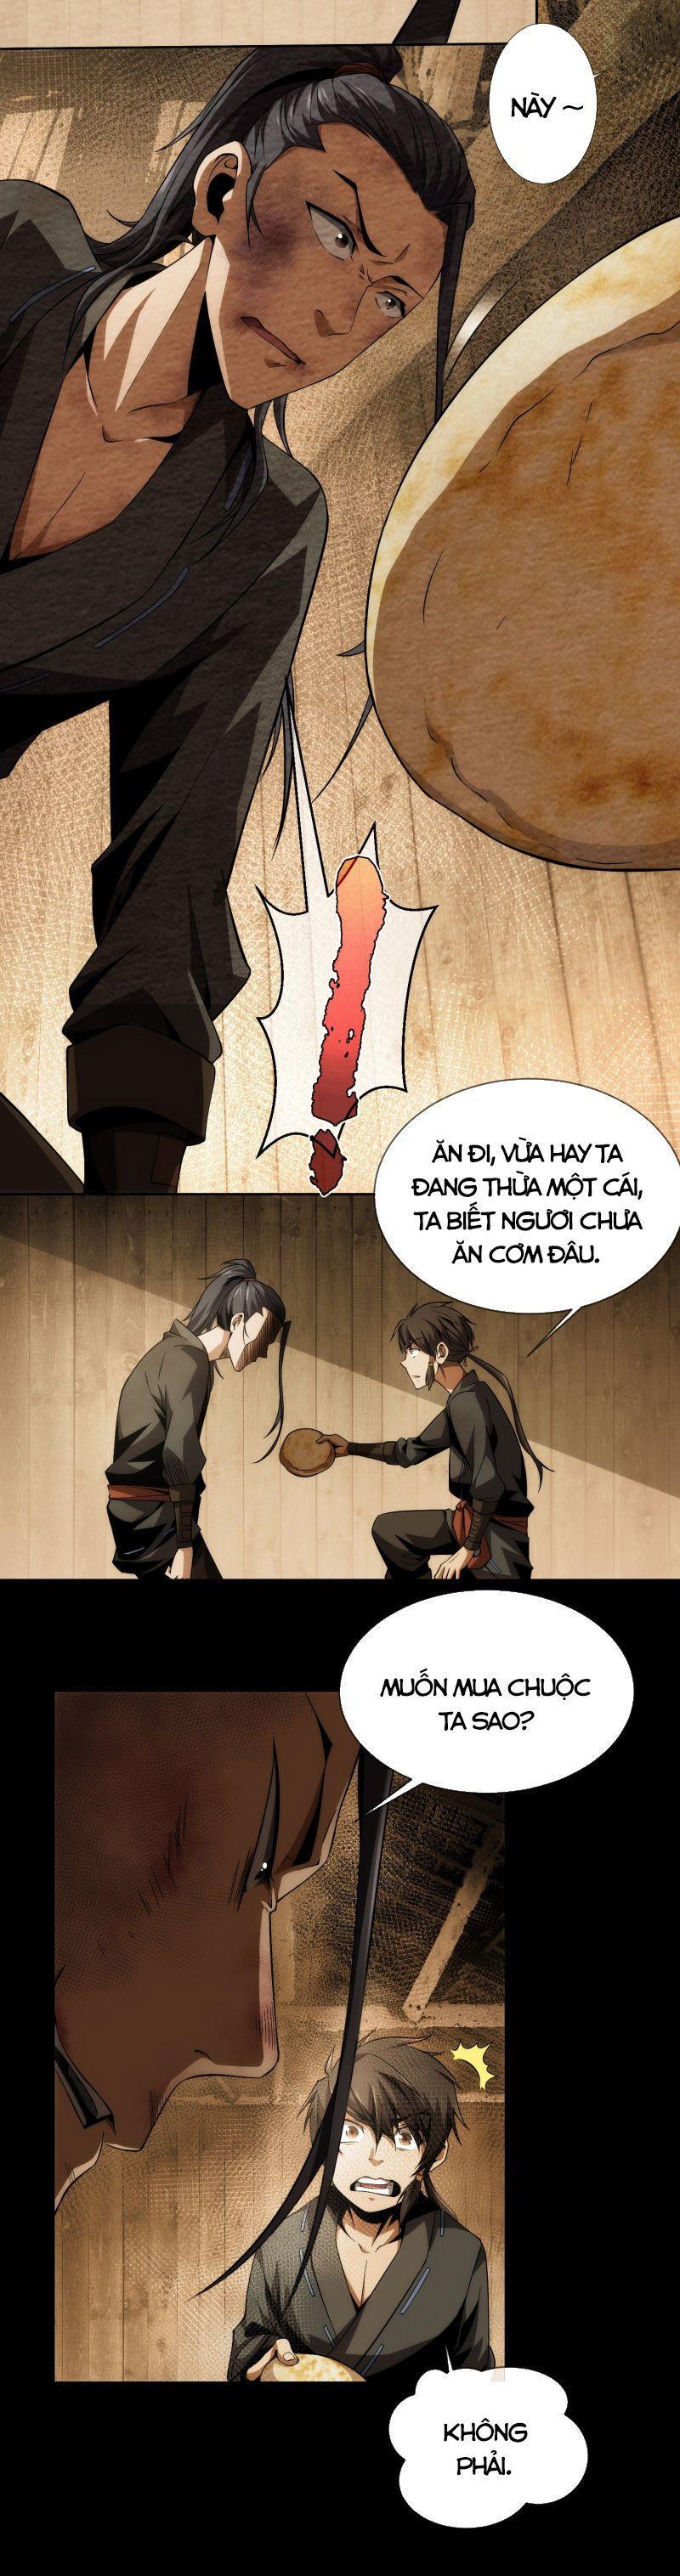 NÀY ~
ĂN ĐI, VỪA HAY TA
ĐANG THỪA MỘT CÁI,
TA BIẾT NGƯƠI CHƯA
ĂN CƠM ĐÂU.
MUỐN MUA CHUỘC
TA SAO?
KHÔNG
PHẢI.